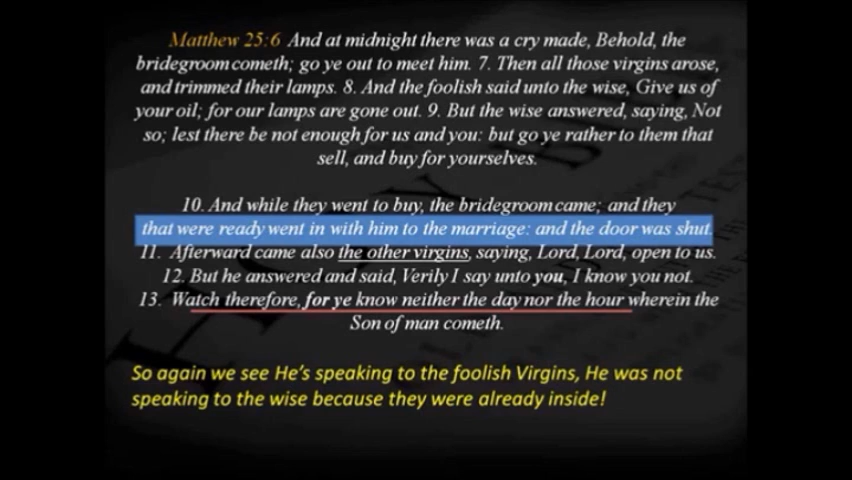 Matthew 25:6 And at midnight there was a cry made, Behold, the
bridegroom cometh; go ye out to meet him. 7. Then all those virgins arose,
and trimmed their lamps. 8. And the foolish said unto the wise, Give us of
your oil; for our lamps are gone out. 9. But the wise answered, saying, Not
so; lest there be not enough for us and you: but go ye rather to them that
sell, and buy for yourselves.
10. And while they went to buy, the bridegroom came; and they
that were ready went in with him to the marriage: and the door was shut.
11. Afterward came also the other virgins, saying, Lord, Lord, open to us.
12. But he answered and said, Verily I say unto you, I know you not.
13. Watch therefore, for ye know neither the day nor the hour wherein the
Son of man cometh.
So again we see He's speaking to the foolish Virgins, He was not
speaking to the wise because they were already inside!